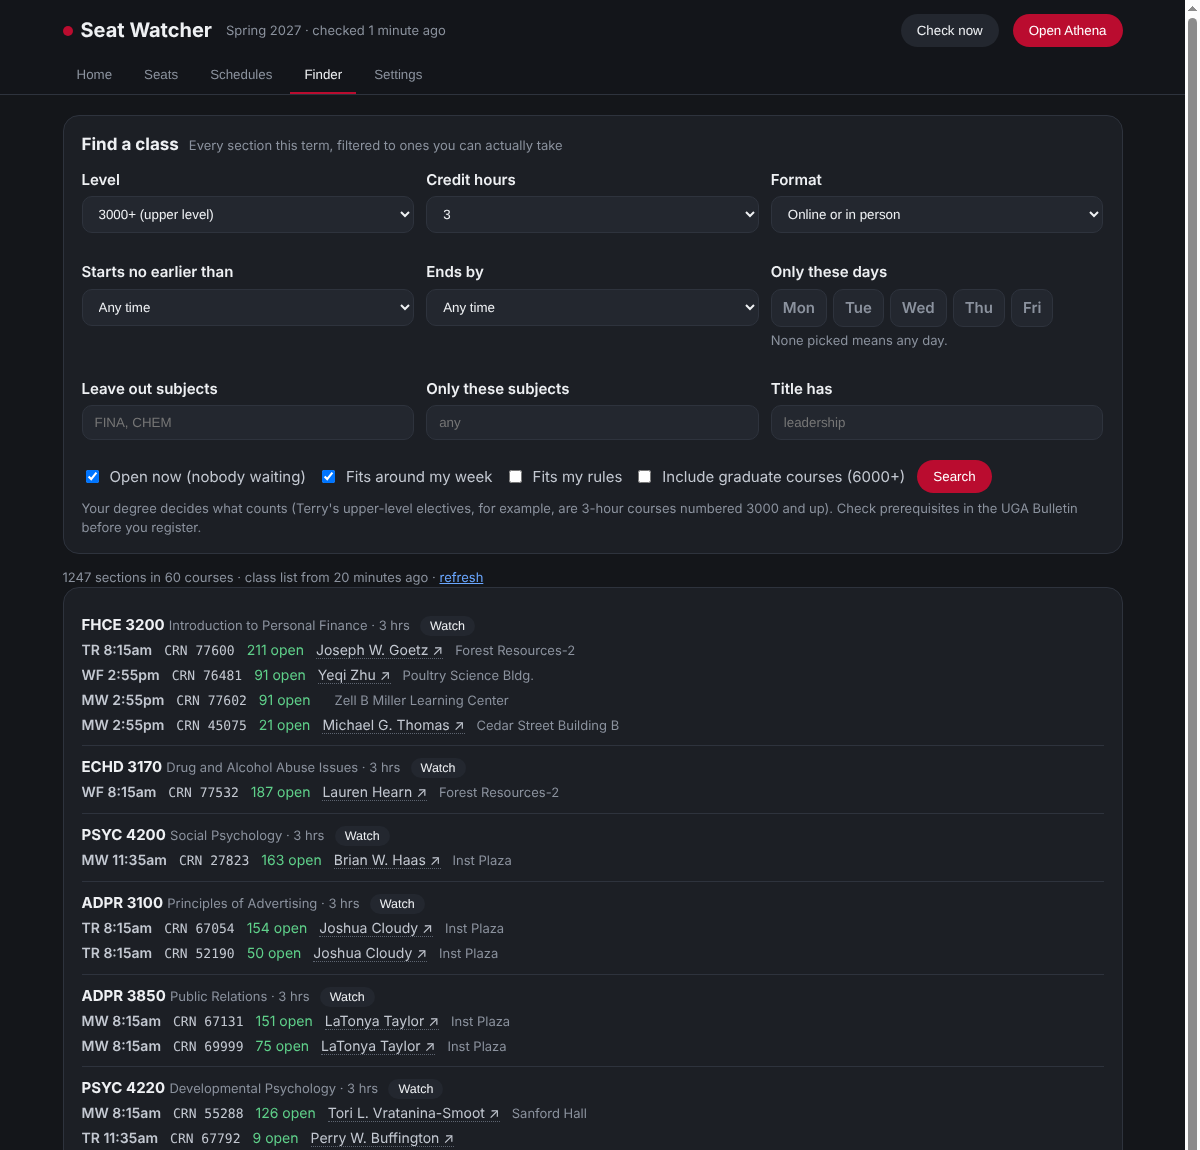 Seat Watcher Spring 2027 · checked 1 minute ago Check now Open Athena
Home Seats Schedules Finder Settings
Find a class Every section this term, filtered to ones you can actually take
Level Credit hours Format
3000+ (upper level) 3 Online or in person
Starts no earlier than Ends by Only these days
Any time Any time Mon Tue Wed Thu Fri
None picked means any day.
Leave out subjects Only these subjects Title has
FINA, CHEM any leadership
Open now (nobody waiting) Fits around my week Fits my rules Include graduate courses (6000+) Search
Your degree decides what counts (Terry's upper-level electives, for example, are 3-hour courses numbered 3000 and up). Check prerequisites in the UGA Bulletin
before you register.
1247 sections in 60 courses · class list from 20 minutes ago · refresh
FHCE 3200 Introduction to Personal Finance · 3 hrs Watch
TR 8:15am CRN 77600 211 open Joseph W. Goetz ↗ Forest Resources-2
WF 2:55pm CRN 76481 91 open Yeqi Zhu ↗ Poultry Science Bldg.
MW 2:55pm CRN 77602 91 open Zell B Miller Learning Center
MW 2:55pm CRN 45075 21 open Michael G. Thomas ↗ Cedar Street Building B
ECHD 3170 Drug and Alcohol Abuse Issues · 3 hrs Watch
WF 8:15am CRN 77532 187 open Lauren Hearn ↗ Forest Resources-2
PSYC 4200 Social Psychology · 3 hrs Watch
MW 11:35am CRN 27823 163 open Brian W. Haas ↗ Inst Plaza
ADPR 3100 Principles of Advertising · 3 hrs Watch
TR 8:15am CRN 67054 154 open Joshua Cloudy ↗ Inst Plaza
TR 8:15am CRN 52190 50 open Joshua Cloudy ↗ Inst Plaza
ADPR 3850 Public Relations · 3 hrs Watch
MW 8:15am CRN 67131 151 open LaTonya Taylor ↗ Inst Plaza
MW 8:15am CRN 69999 75 open LaTonya Taylor ↗ Inst Plaza
PSYC 4220 Developmental Psychology · 3 hrs Watch
MW 8:15am CRN 55288 126 open Tori L. Vratanina-Smoot ↗ Sanford Hall
TR 11:35am CRN 67792 9 open Perry W. Buffington ↗